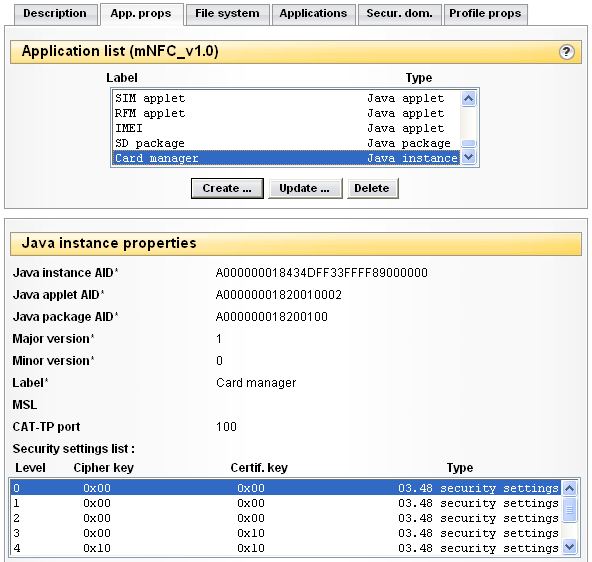 Description App. props File system Applications Secur. dom. Profile props
Application list (mNFC_v1.0) ?
Label Type
SIM applet Java applet
RFM applet Java applet
IMEI Java applet
SD package Java package
Card manager Java instance
Create ... Update ... Delete
Java instance properties
Java instance AID* A000000018434DFF33FFFF89000000
Java applet AID* A00000001820010002
Java package AID* A000000018200100
Major version* 1
Minor version* 0
Label* Card manager
MSL
CAT-TP port 100
Security settings list :
Level Cipher key Certif. key Type
0 0x00 0x00 03.48 security settings
1 0x00 0x00 03.48 security settings
2 0x00 0x00 03.48 security settings
3 0x00 0x10 03.48 security settings
4 0x10 0x10 03.48 security settings